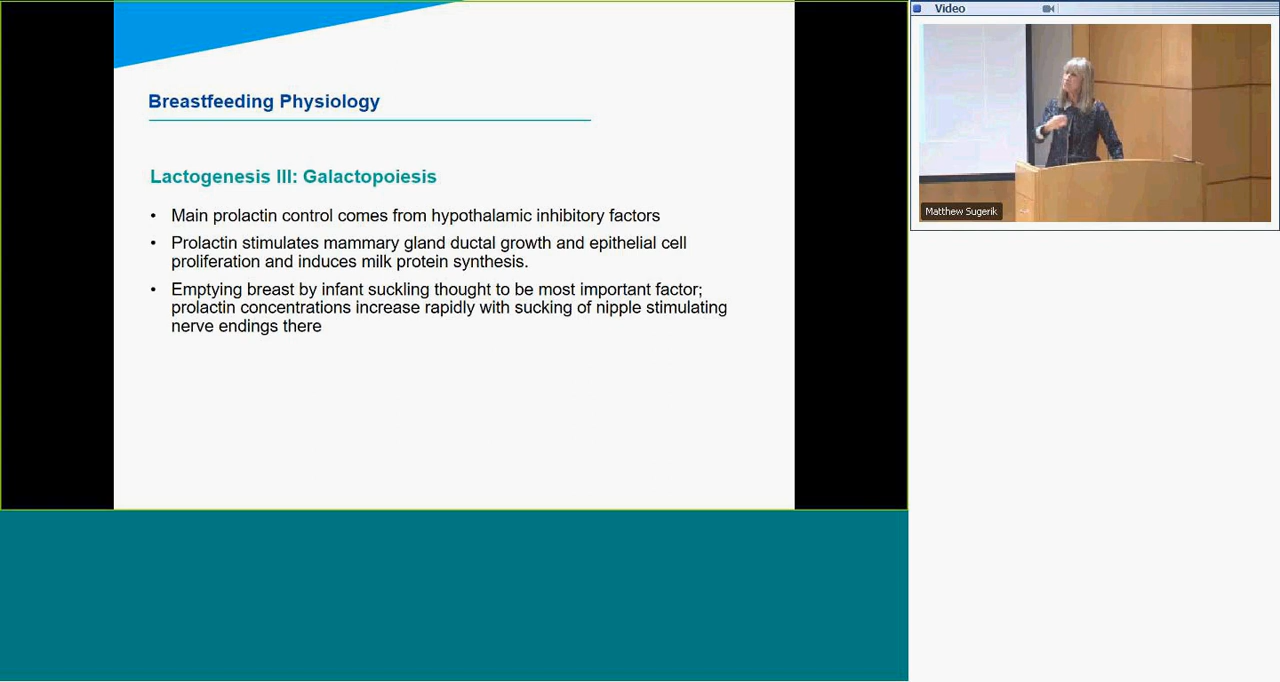 Breastfeeding Physiology
Lactogenesis III: Galactopoiesis
• Main prolactin control comes from hypothalamic inhibitory factors
• Prolactin stimulates mammary gland ductal growth and epithelial cell
proliferation and induces milk protein synthesis.
• Emptying breast by infant suckling thought to be most important factor;
prolactin concentrations increase rapidly with sucking of nipple stimulating
nerve endings there
Video
Matthew Sugerik